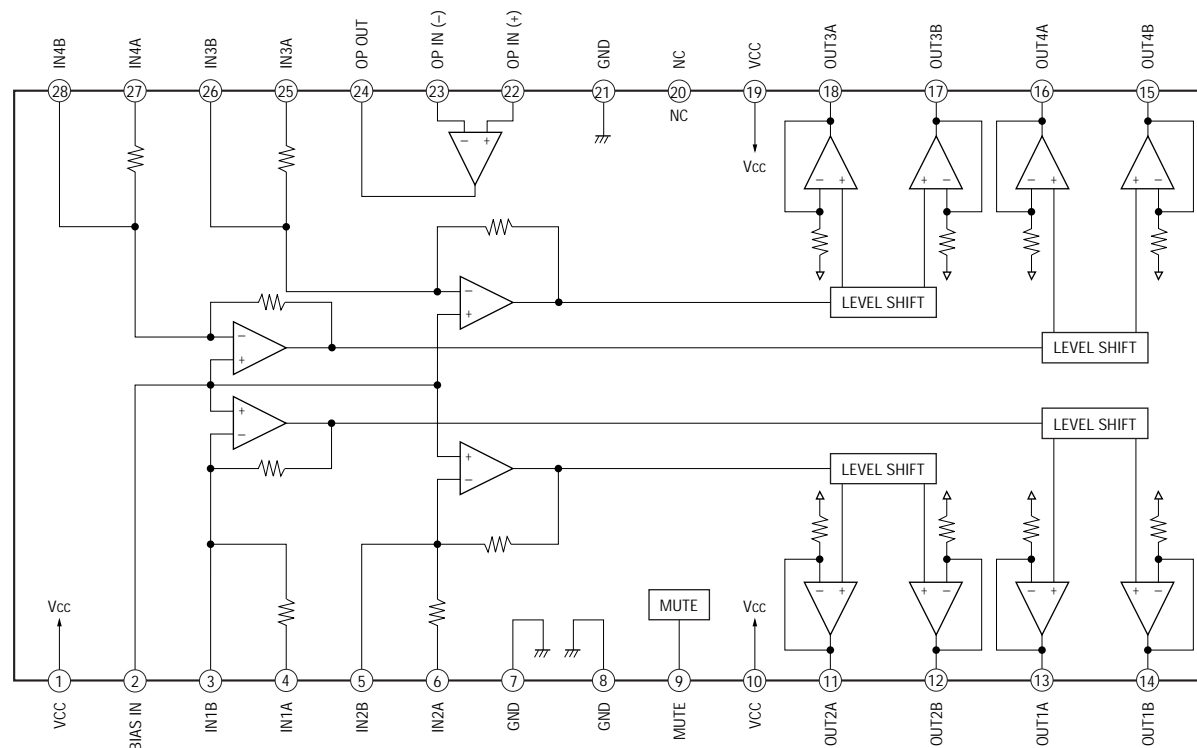 IN4B
IN4A
IN3B
IN3A
OP OUT
OP IN (–)
OP IN (+)
GND
NC
VCC
OUT3A
OUT3B
OUT4A
OUT4B
28
27
26
25
24
23
22
21
20
19
18
17
16
15
NC
– +
Vcc
– +
+ –
– +
+ –
–
+
LEVEL SHIFT
–
+
LEVEL SHIFT
+
–
LEVEL SHIFT
+
–
LEVEL SHIFT
– +
+ –
– +
+ –
Vcc
MUTE
Vcc
1
2
3
4
5
6
7
8
9
10
11
12
13
14
VCC
BIAS IN
IN1B
IN1A
IN2B
IN2A
GND
GND
MUTE
VCC
OUT2A
OUT2B
OUT1A
OUT1B